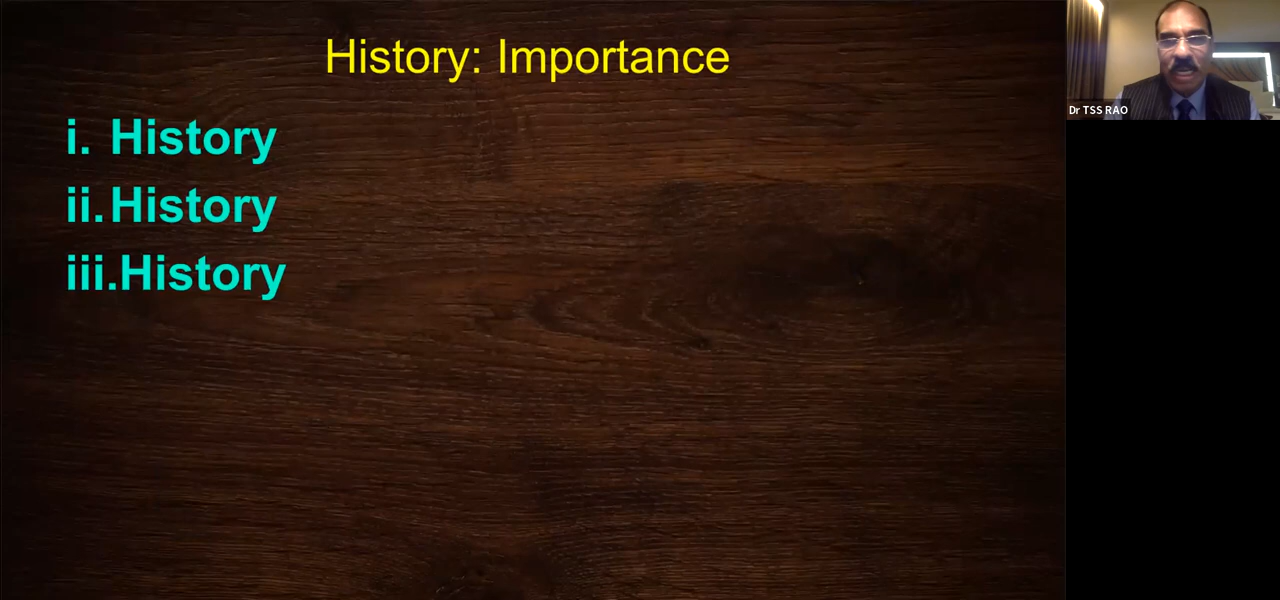 History: Importance
i. History
ii. History
iii. History
Dr TSS RAO